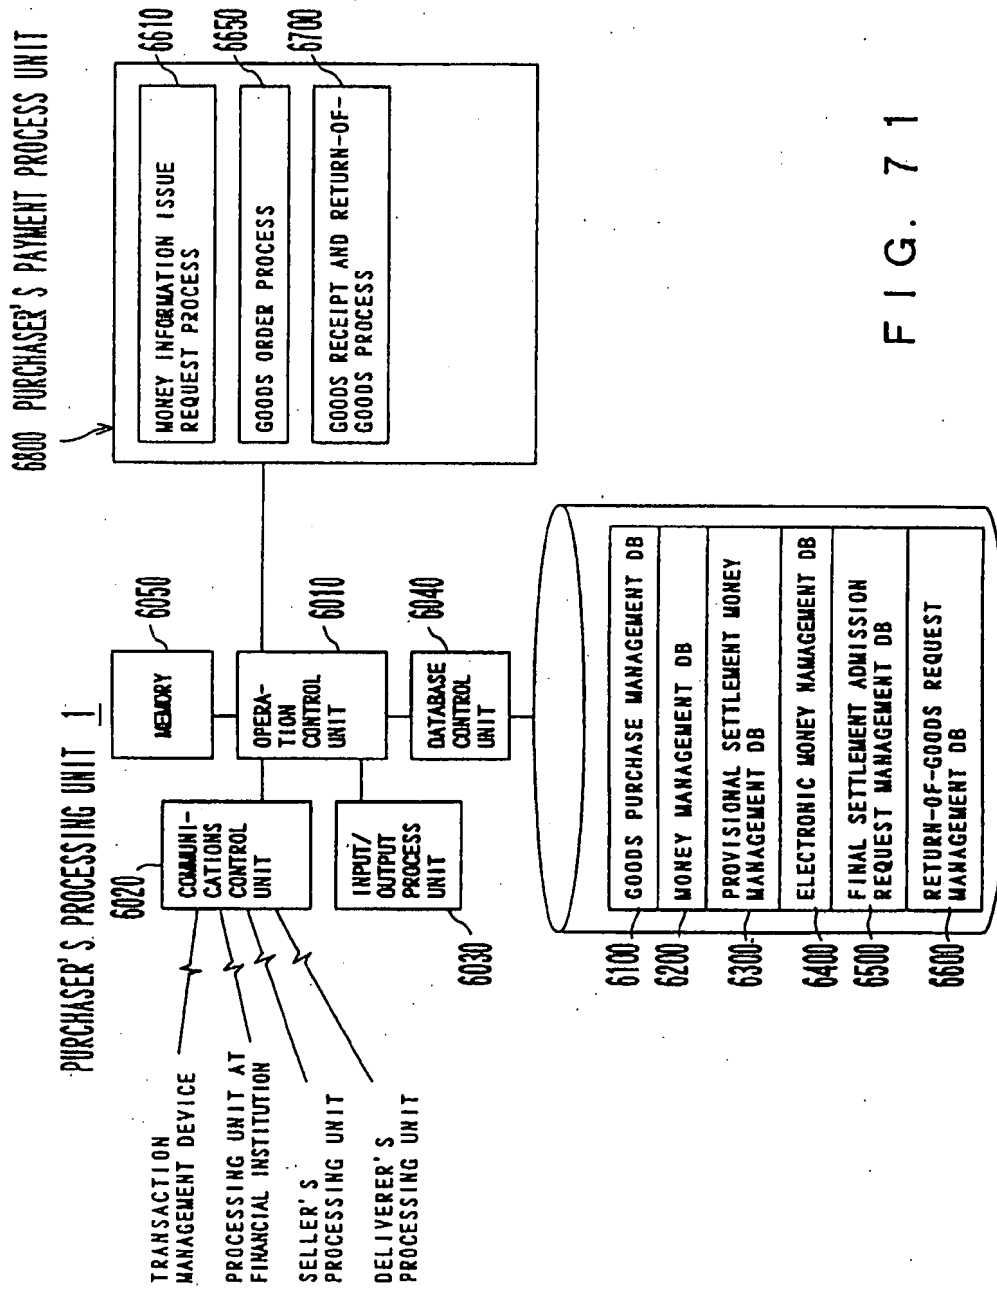 PURCHASER'S PROCESSING UNIT 1
6800 PURCHASER'S PAYMENT PROCESS UNIT
TRANSACTION
MANAGEMENT DEVICE
PROCESSING UNIT AT
FINANCIAL INSTITUTION
SELLER'S
PROCESSING UNIT
DELIVERER'S
PROCESSING UNIT
6020
COMMUNI-
CATIONS
CONTROL
UNIT
INPUT/
OUTPUT
PROCESS
UNIT
6030
MEMORY
6050
OPERA-
TION
CONTROL
UNIT
6010
DATABASE
CONTROL
UNIT
6040
MONEY INFORMATION ISSUE
REQUEST PROCESS
6610
GOODS ORDER PROCESS
6650
GOODS RECEIPT AND RETURN-OF-
GOODS PROCESS
6700
6100
GOODS PURCHASE MANAGEMENT DB
6200
MONEY MANAGEMENT DB
6300
PROVISIONAL SETTLEMENT MONEY
MANAGEMENT DB
6400
ELECTRONIC MONEY NAMAGEMENT DB
6500
FINAL SETTLEMENT ADMISSION
REQUEST MANAGEMENT DB
6600
RETURN-OF-GOODS REQUEST
MANAGEMENT DB
FIG. 71